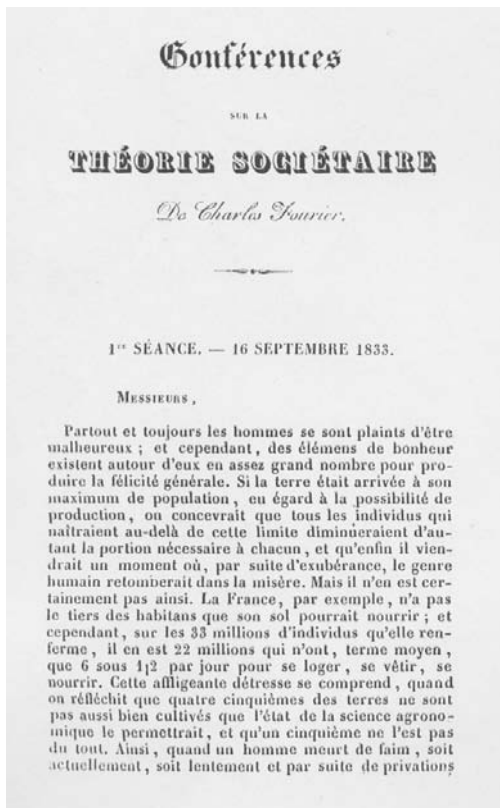 Conférences
SUR LA
THÉORIE SOCIÉTAIRE
De Charles Fourier.
1re SÉANCE. — 16 SEPTEMBRE 1833.
MESSIEURS,
Partout et toujours les hommes se sont plaints d'être
malheureux ; et cependant, des élémens de bonheur
existent autour d'eux en assez grand nombre pour pro-
duire la félicité générale. Si la terre était arrivée à son
maximum de population, eu égard à la possibilité de
production, on concevrait que tous les individus qui
naîtraient au-delà de cette limite diminueraient d'au-
tant la portion nécessaire à chacun, et qu'enfin il vien-
drait un moment où, par suite d'exubérance, le genre
humain retomberait dans la misère. Mais il n'en est cer-
tainement pas ainsi. La France, par exemple, n'a pas
le tiers des habitans que son sol pourrait nourrir ; et
cependant, sur les 33 millions d'individus qu'elle ren-
ferme, il en est 22 millions qui n'ont, terme moyen,
que 6 sous 1|2 par jour pour se loger, se vêtir, se
nourrir. Cette affligeante détresse se comprend, quand
on réfléchit que quatre cinquièmes des terres ne sont
pas aussi bien cultivés que l'état de la science agrono-
mique le permettrait, et qu'un cinquième ne l'est pas
du tout. Ainsi, quand un homme meurt de faim, soit
actuellement, soit lentement et par suite de privations